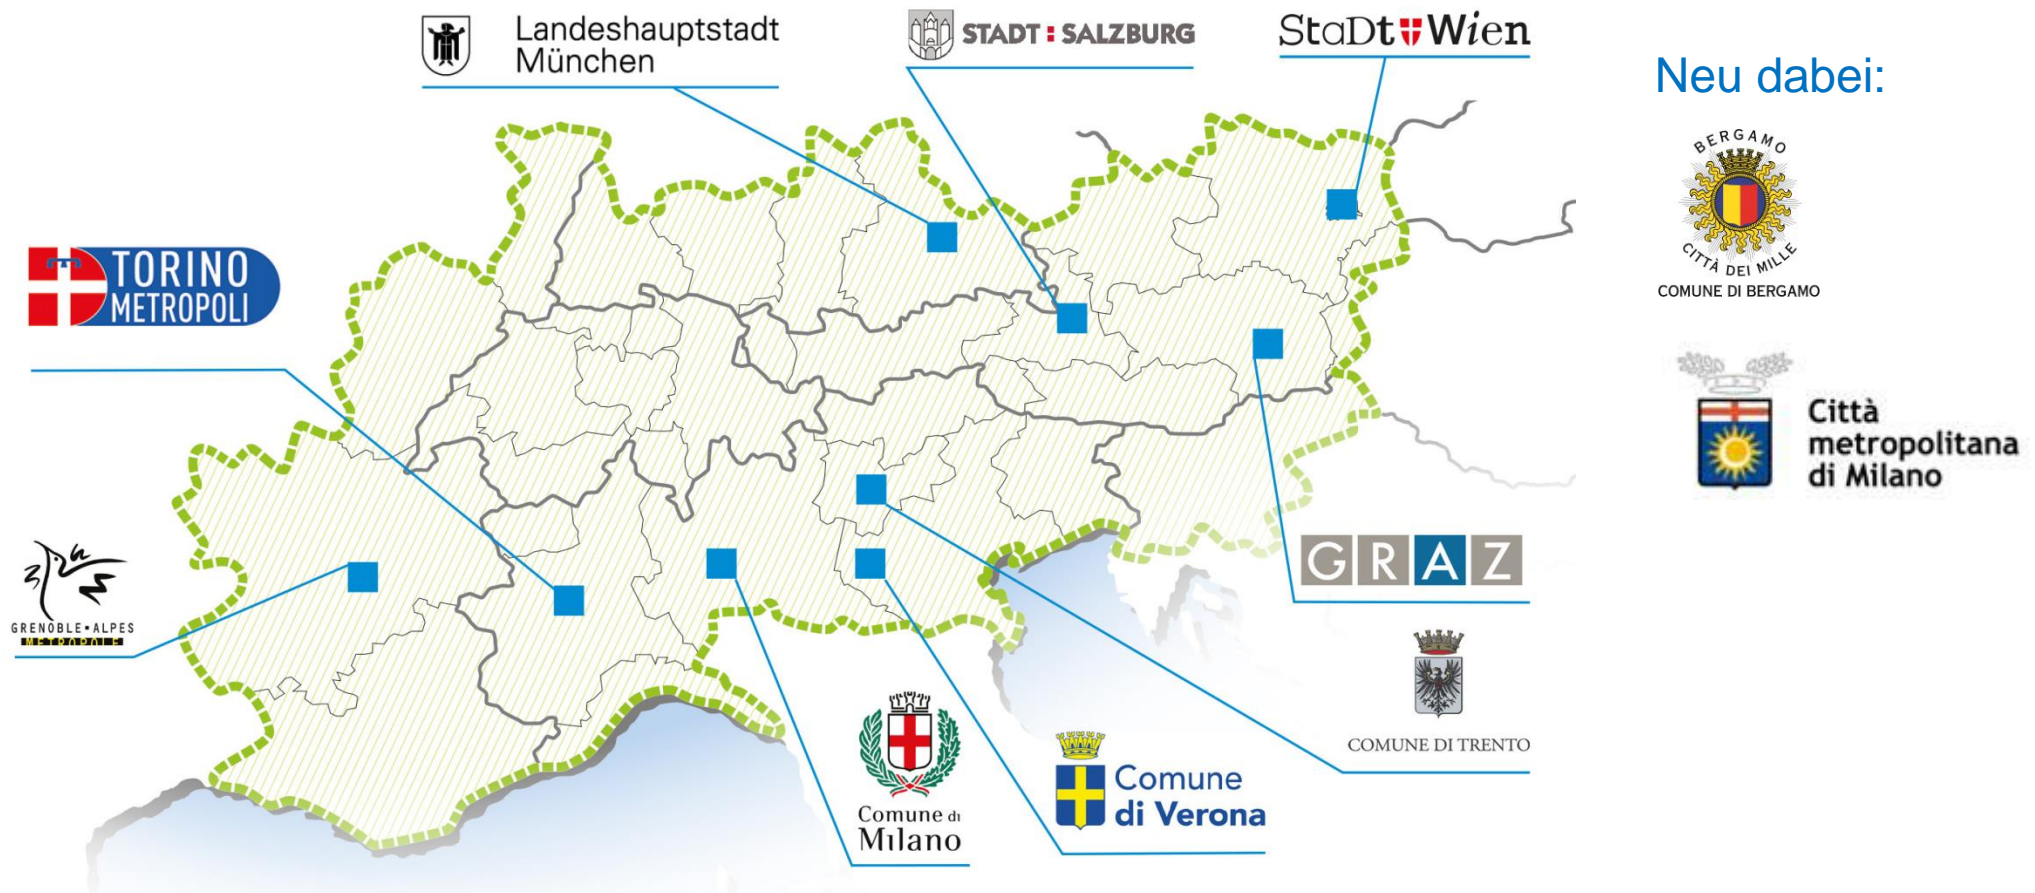 Landeshauptstadt
München
STADT : SALZBURG
StaDt Wien
Neu dabei:
BERGAMO
CITTÀ DEI MILLE
COMUNE DI BERGAMO
TORINO
METROPOLI
Città
metropolitana
di Milano
GRENOBLE ALPES
METROPOLE
GRAZ
COMUNE DI TRENTO
Comune di
Milano
Comune
di Verona